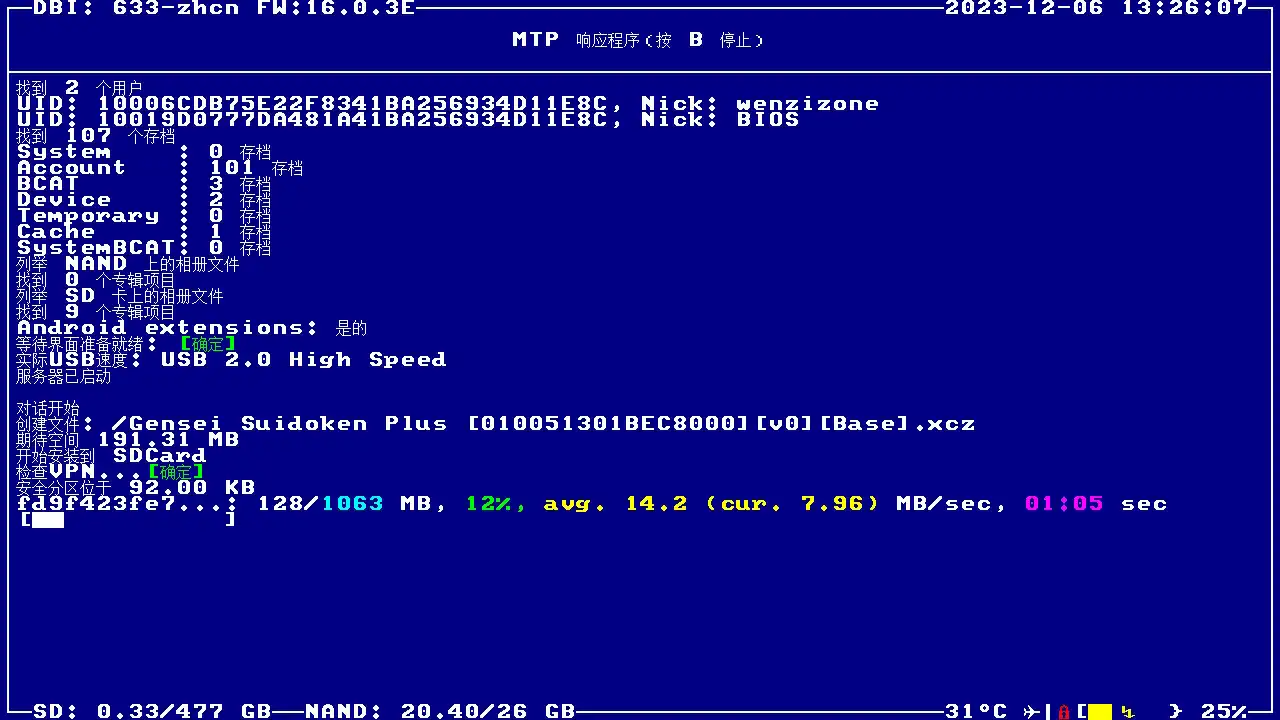 DBI: 633-zhcn FW:16.0.3E 2023-12-06 13:26:07
MTP 响应程序(按 B 停止)
找到 2 个用户
UID: 10006CDB75E22F8341BA256934D11E8C, Nick: wenzizone
UID: 10019D0777DA481A41BA256934D11E8C, Nick: BIOS
找到 107 个存档
System : 0 存档
Account : 101 存档
BCAT : 3 存档
Device : 2 存档
Temporary : 0 存档
Cache : 1 存档
SystemBCAT: 0 存档
列举 NAND 上的相册文件
找到 0 个专辑项目
列举 SD 卡上的相册文件
找到 9 个专辑项目
Android extensions: 是的
等待界面准备就绪: [确定]
实际USB速度: USB 2.0 High Speed
服务器已启动
对话开始
创建文件: /Gensei Suidoken Plus [010051301BEC8000][v0][Base].xcz
期待空间 191.31 MB
开始安装到 SDCard
检查VPN...[确定]
安全分区位于 92.00 KB
fd9f423fe7...: 128/1063 MB, 12%, avg. 14.2 (cur. 7.96) MB/sec, 01:05 sec
[ ]
SD: 0.33/477 GB NAND: 20.40/26 GB 31°C 25%